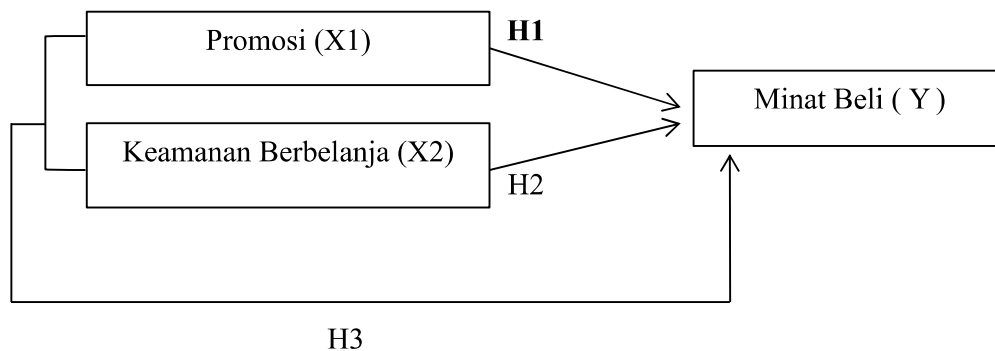 Promosi (X1)
H1
Minat Beli ( Y )
Keamanan Berbelanja (X2)
H2
H3